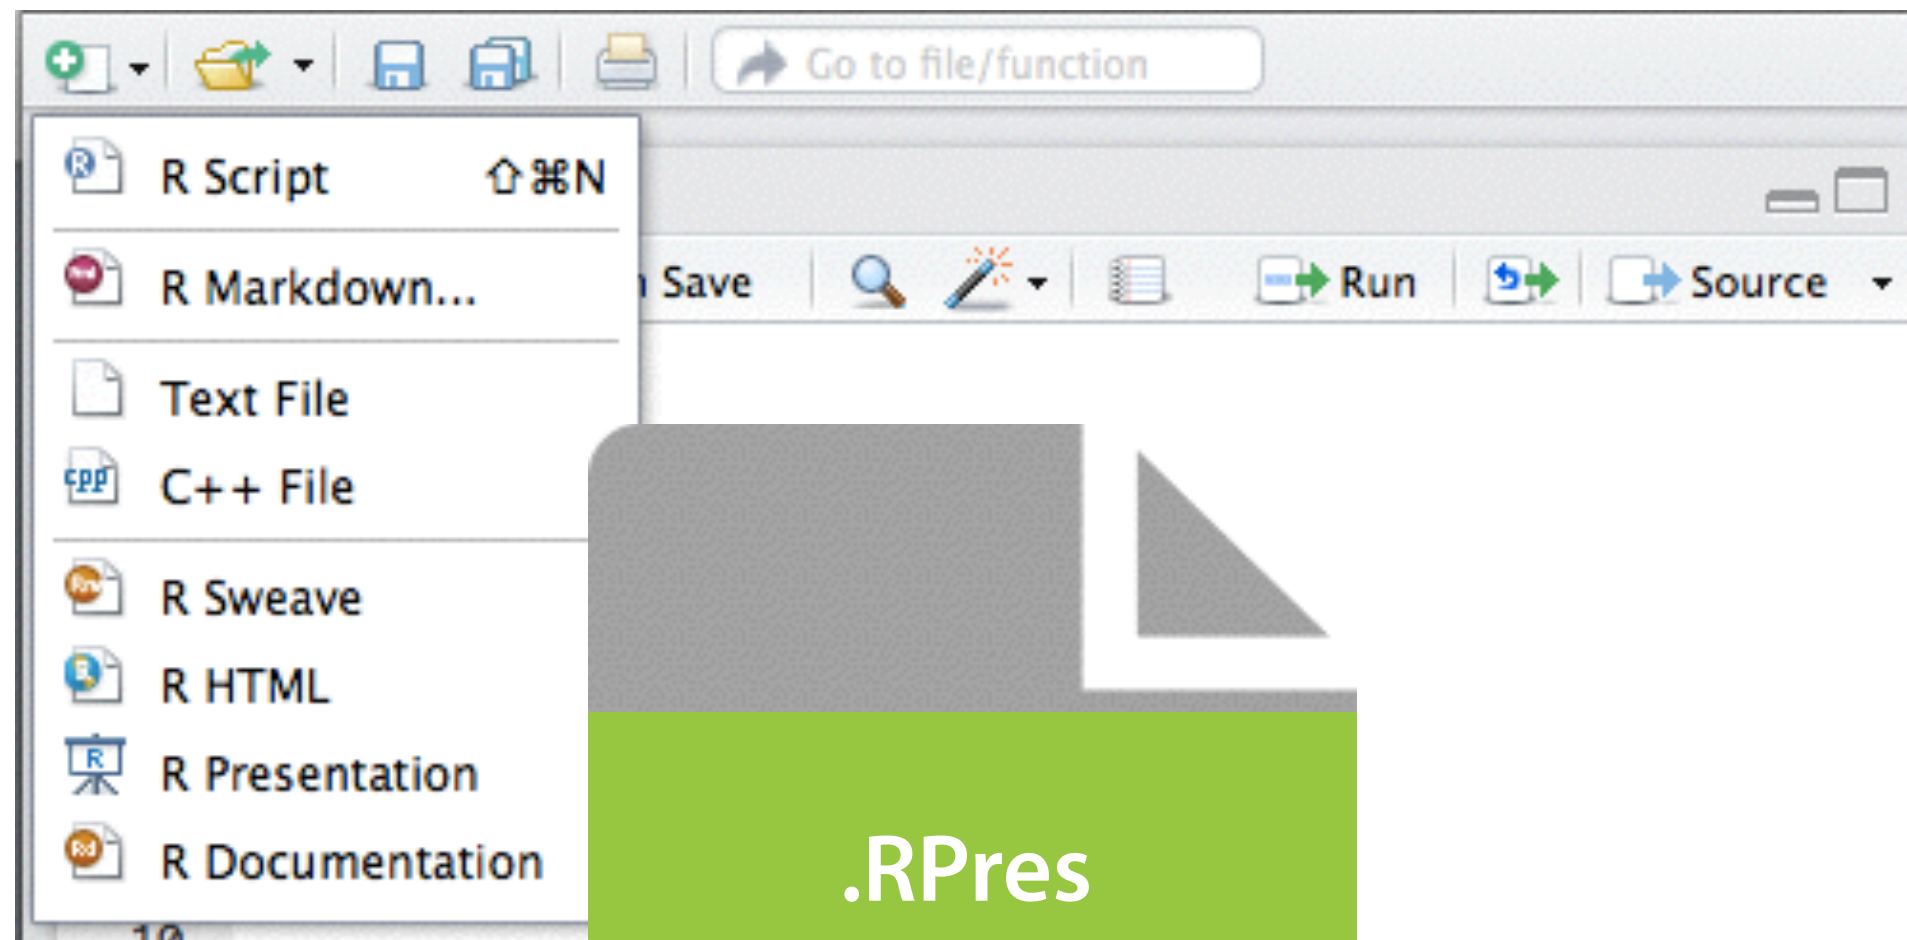 Go to file/function
R Script ⇧⌘N
R Markdown...
Save
Run
Source
Text File
C++ File
R Sweave
R HTML
R Presentation
R Documentation
.RPres